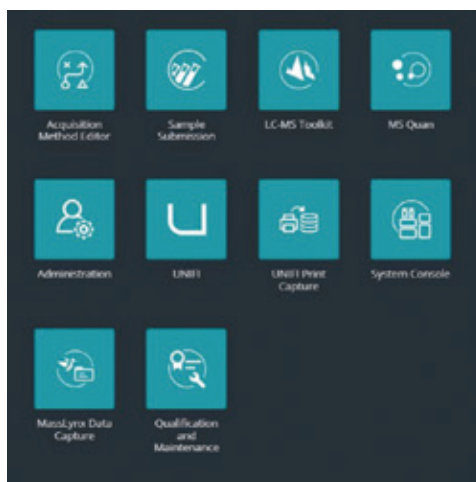 Acquisition
Method Editor
Sample
Submission
LC-MS Toolkit
MS Quan
Administration
UNIFI
UNIFI Print
Capture
System Console
MassLynx Data
Capture
Qualification
and
Maintenance